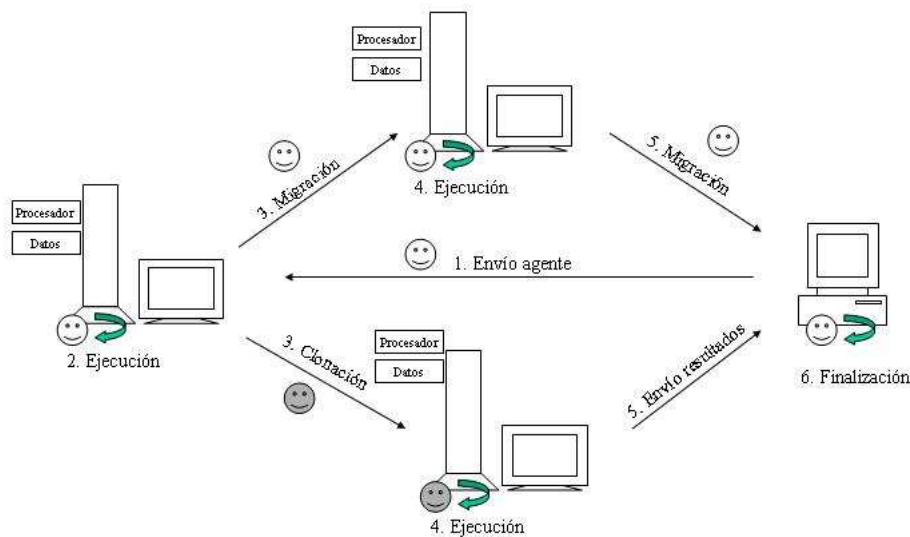 Procesador
Datos
4. Ejecución
3. Migración
5. Migración
Procesador
Datos
2. Ejecución
1. Envío agente
3. Clonación
Procesador
Datos
4. Ejecución
5. Envío resultados
6. Finalización